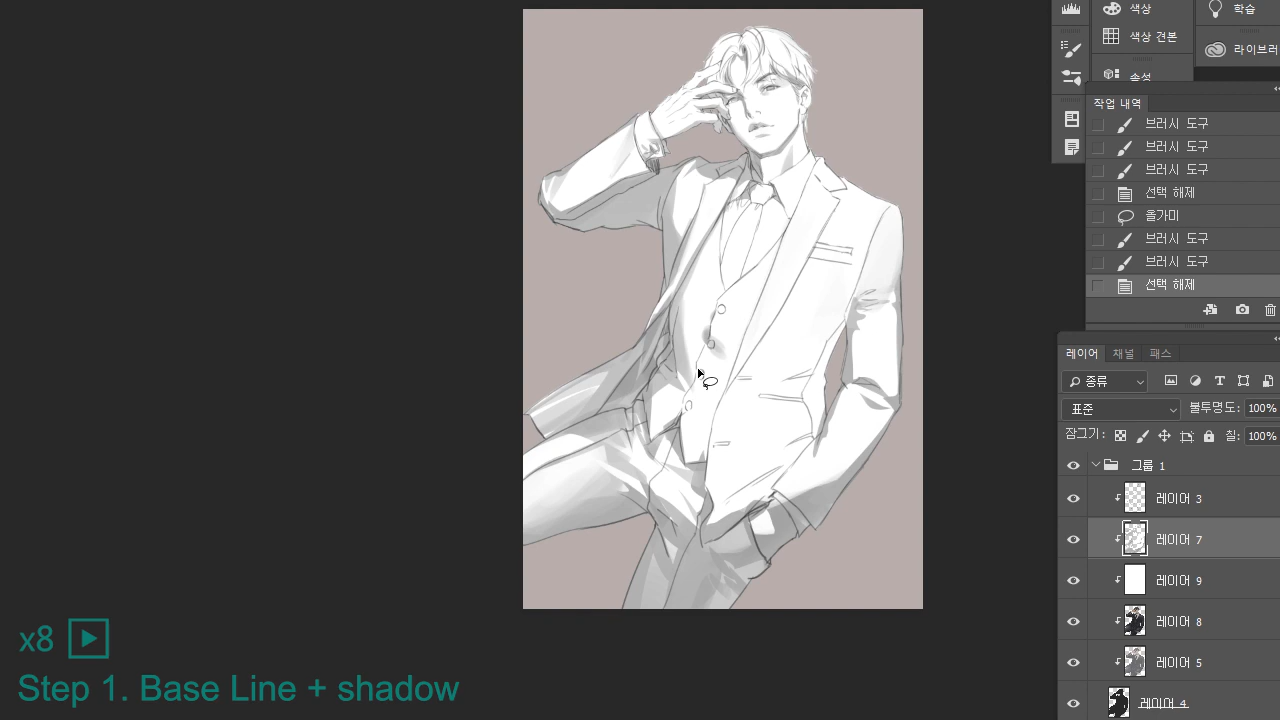 색상
학습
색상 견본
라이브러
속성
작업 내역
브러시 도구
브러시 도구
브러시 도구
선택 해제
올가미
브러시 도구
브러시 도구
선택 해제
레이어 채널 패스
종류
표준 불투명도: 100%
잠그기: 칠: 100%
그룹 1
레이어 3
레이어 7
레이어 9
레이어 8
레이어 5
레이어 4
x8
Step 1. Base Line + shadow